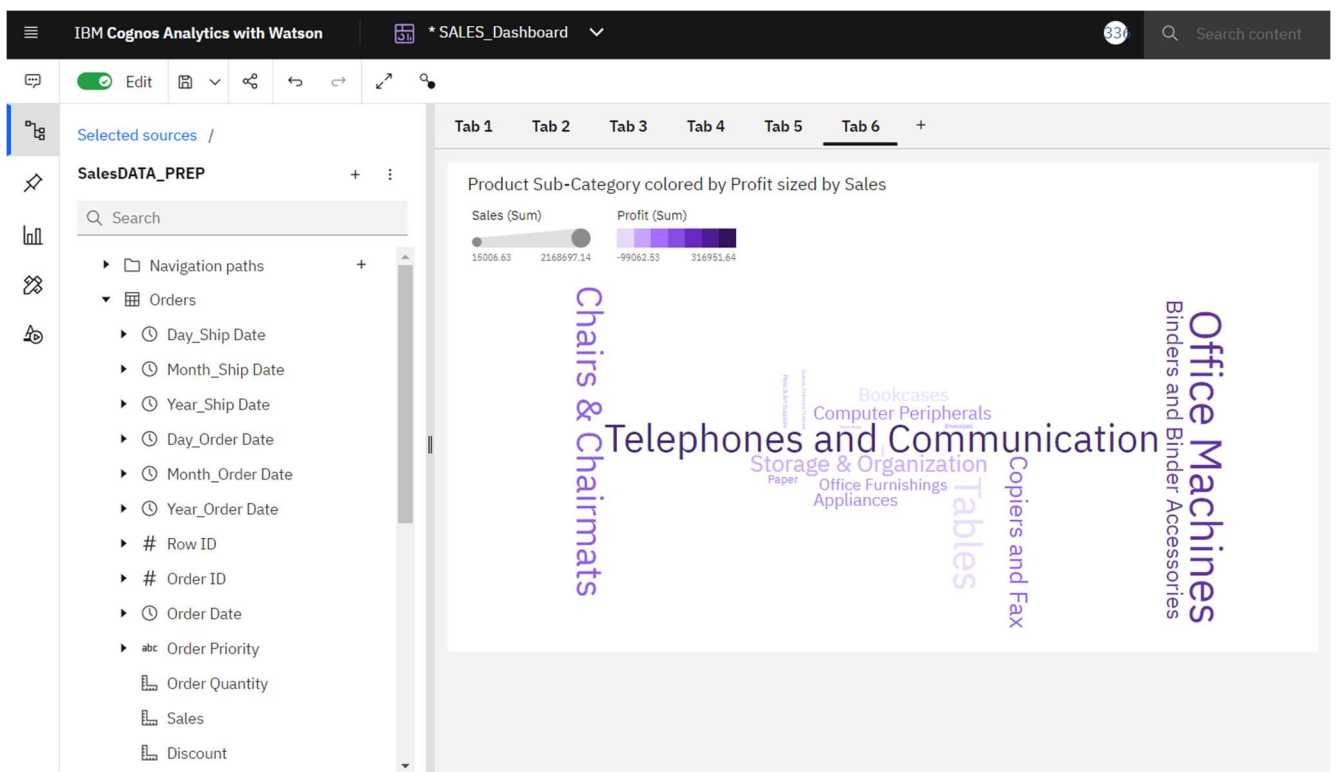 IBM Cognos Analytics with Watson
* SALES_Dashboard
336
Search content
Edit
Selected sources /
SalesDATA_PREP
Search
Navigation paths
Orders
Day_Ship Date
Month_Ship Date
Year_Ship Date
Day_Order Date
Month_Order Date
Year_Order Date
# Row ID
# Order ID
Order Date
abc Order Priority
Order Quantity
Sales
Discount
Tab 1 Tab 2 Tab 3 Tab 4 Tab 5 Tab 6 +
Product Sub-Category colored by Profit sized by Sales
Sales (Sum) Profit (Sum)
15006.63 2168697.14 -99062.53 316951.64
Chairs & Chairmats
Bookcases
Computer Peripherals
Envelopes
Telephones and Communication
Storage & Organization
Paper
Office Furnishings
Appliances
Tables
Copiers and Fax
Binders and Binder Accessories
Office Machines